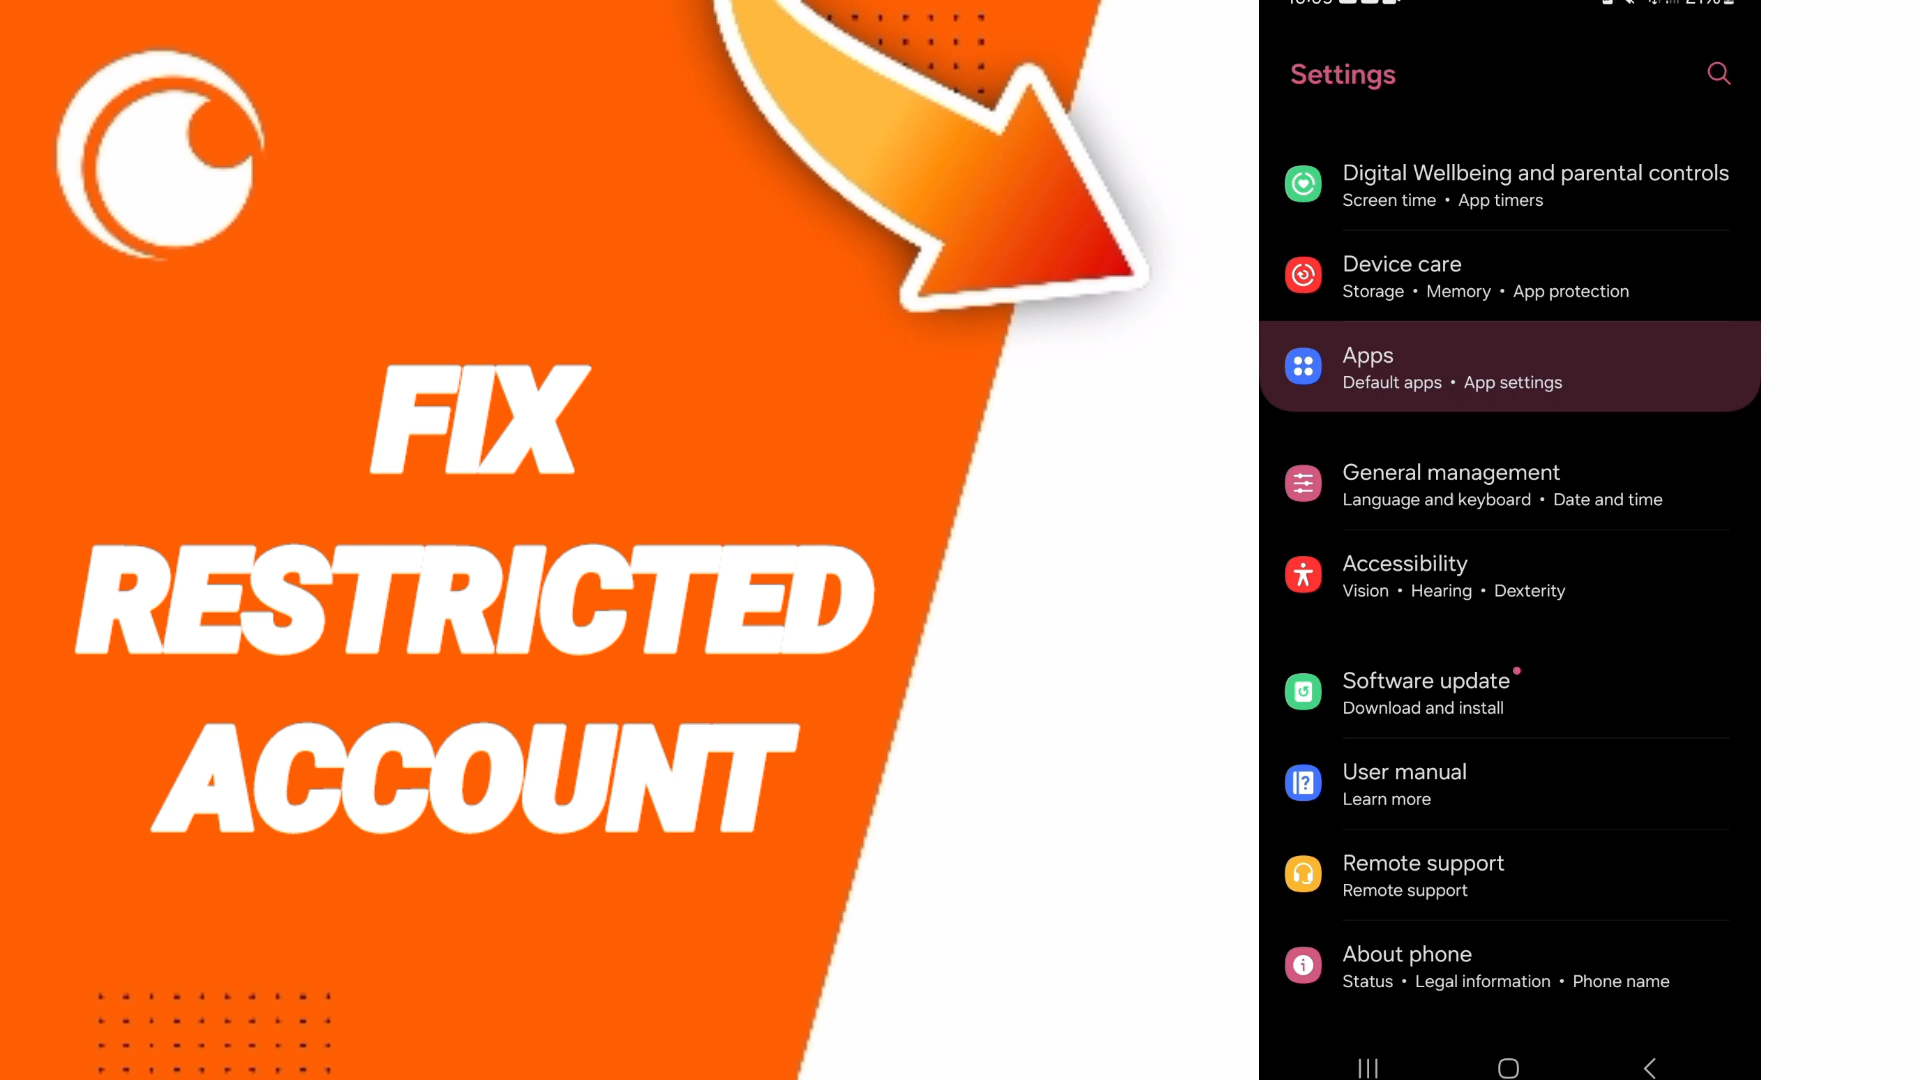 FIX
RESTRICTED
ACCOUNT
Settings
Digital Wellbeing and parental controls
Screen time • App timers
Device care
Storage • Memory • App protection
Apps
Default apps • App settings
General management
Language and keyboard • Date and time
Accessibility
Vision • Hearing • Dexterity
Software update
Download and install
User manual
Learn more
Remote support
Remote support
About phone
Status • Legal information • Phone name